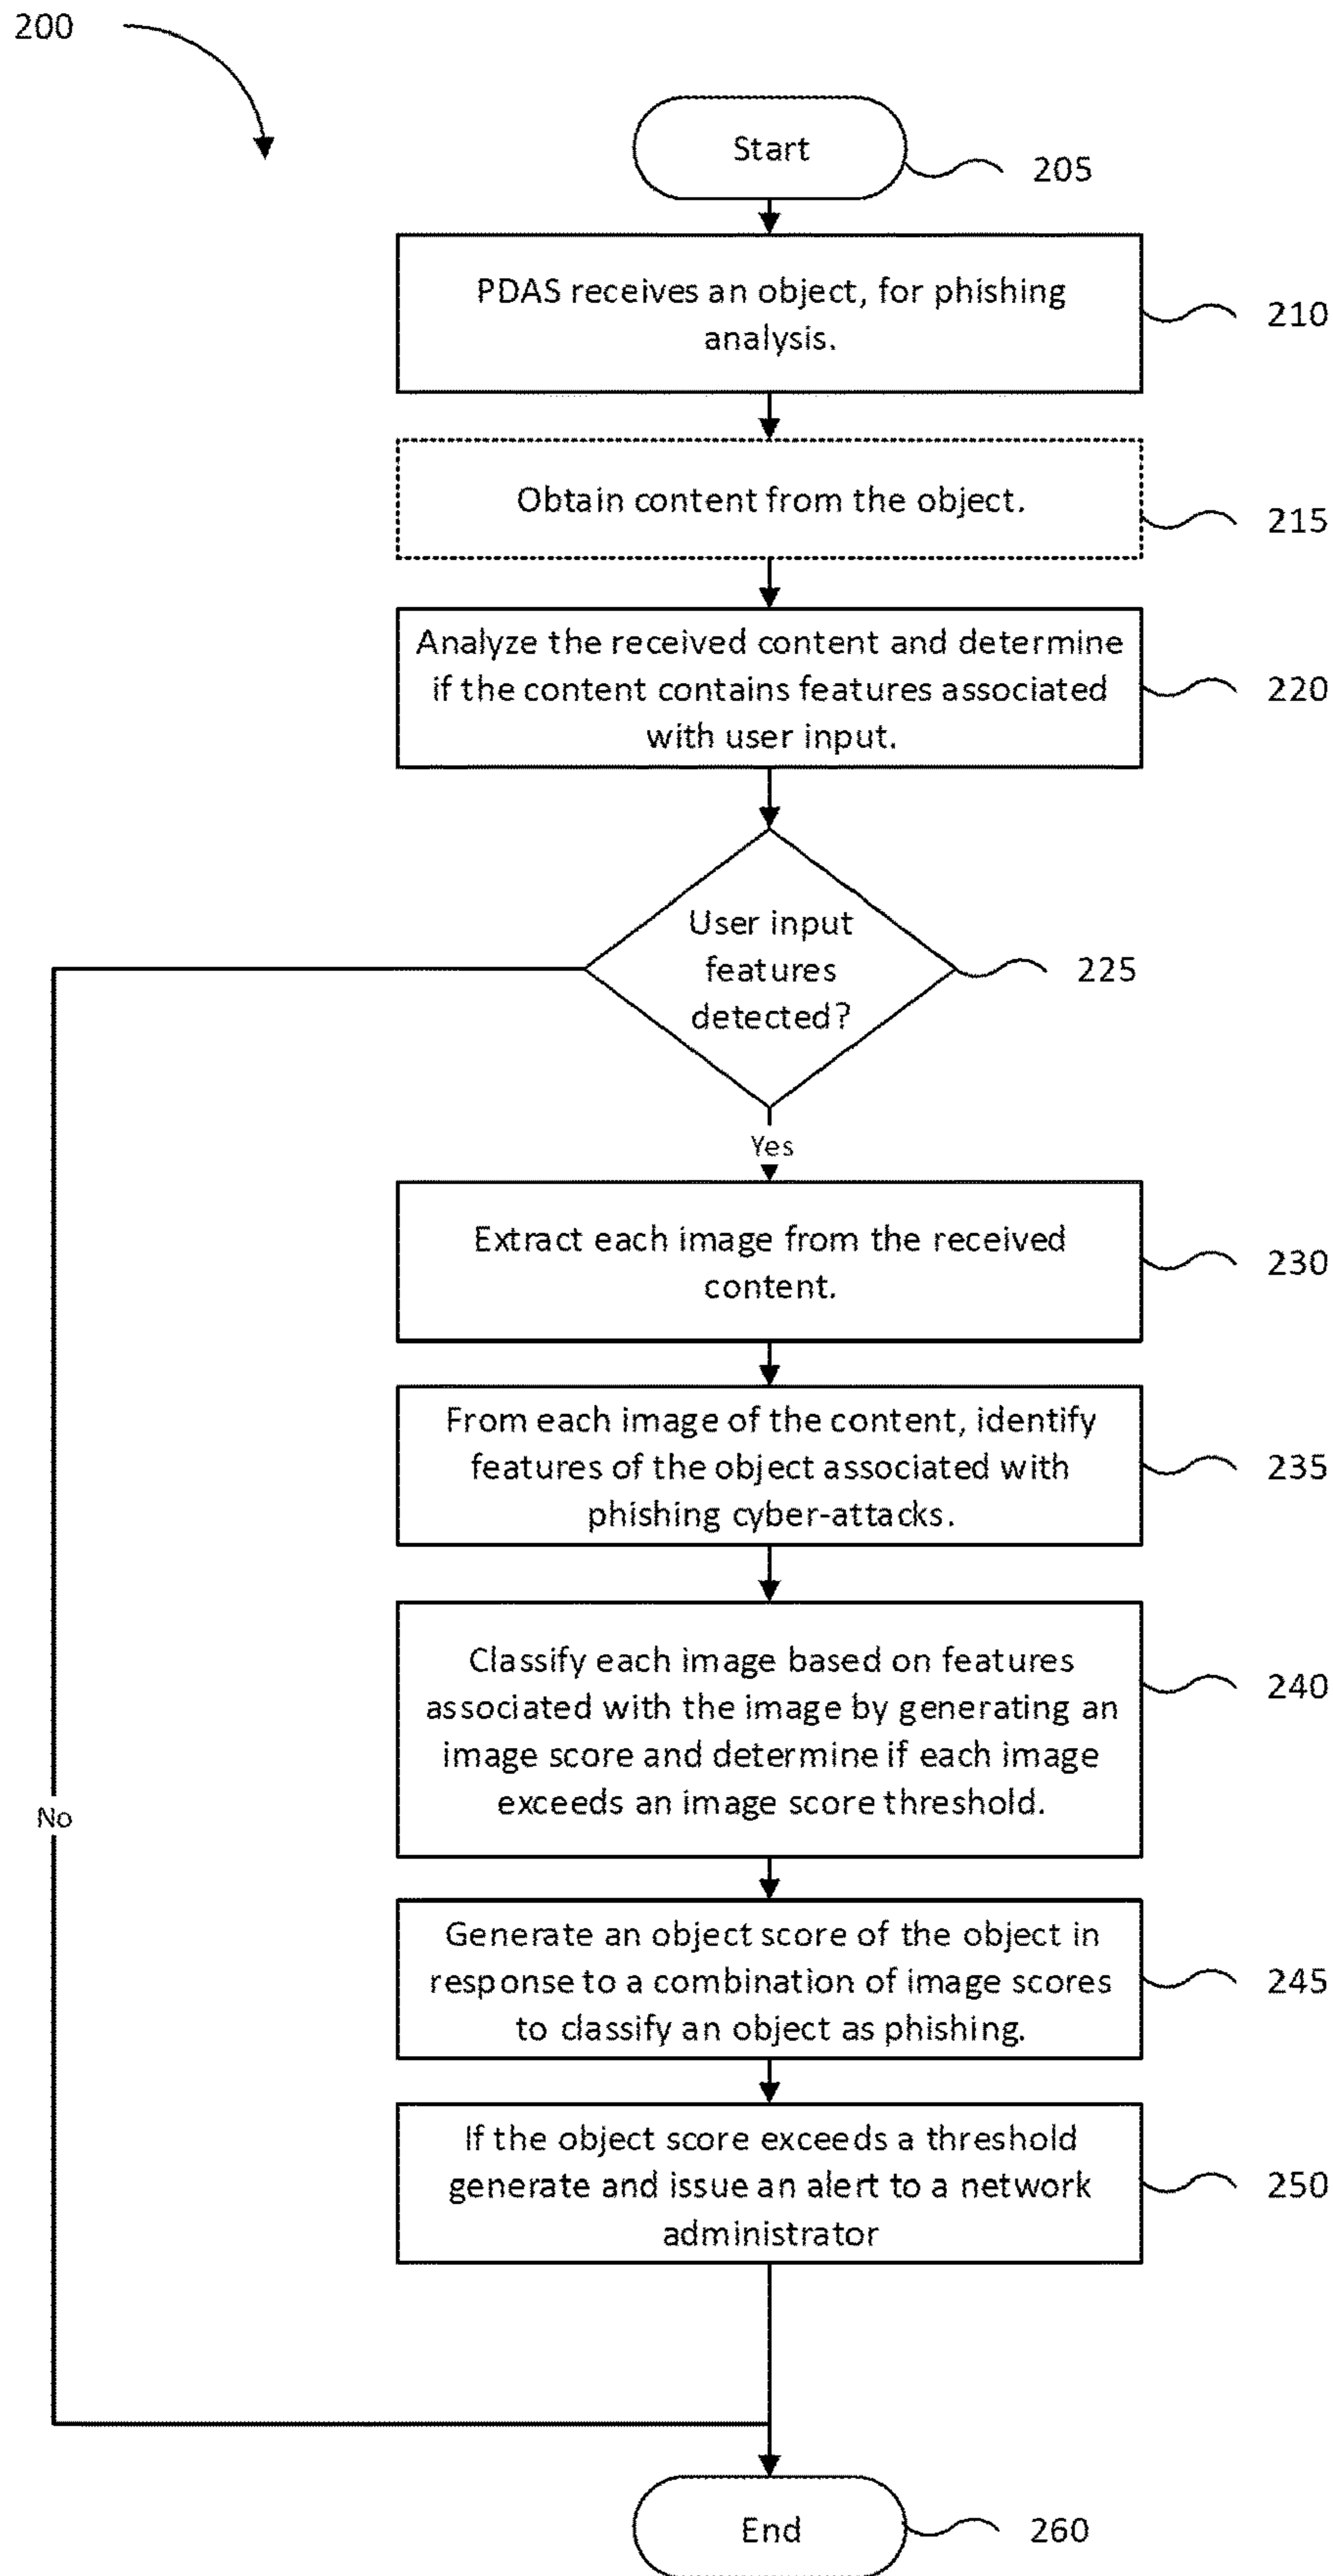 200
Start
205
PDAS receives an object, for phishing
analysis.
210
Obtain content from the object.
215
Analyze the received content and determine
if the content contains features associated
with user input.
220
User input
features
detected?
225
Yes
Extract each image from the received
content.
230
From each image of the content, identify
features of the object associated with
phishing cyber-attacks.
235
Classify each image based on features
associated with the image by generating an
image score and determine if each image
exceeds an image score threshold.
240
No
Generate an object score of the object in
response to a combination of image scores
to classify an object as phishing.
245
If the object score exceeds a threshold
generate and issue an alert to a network
administrator
250
End
260